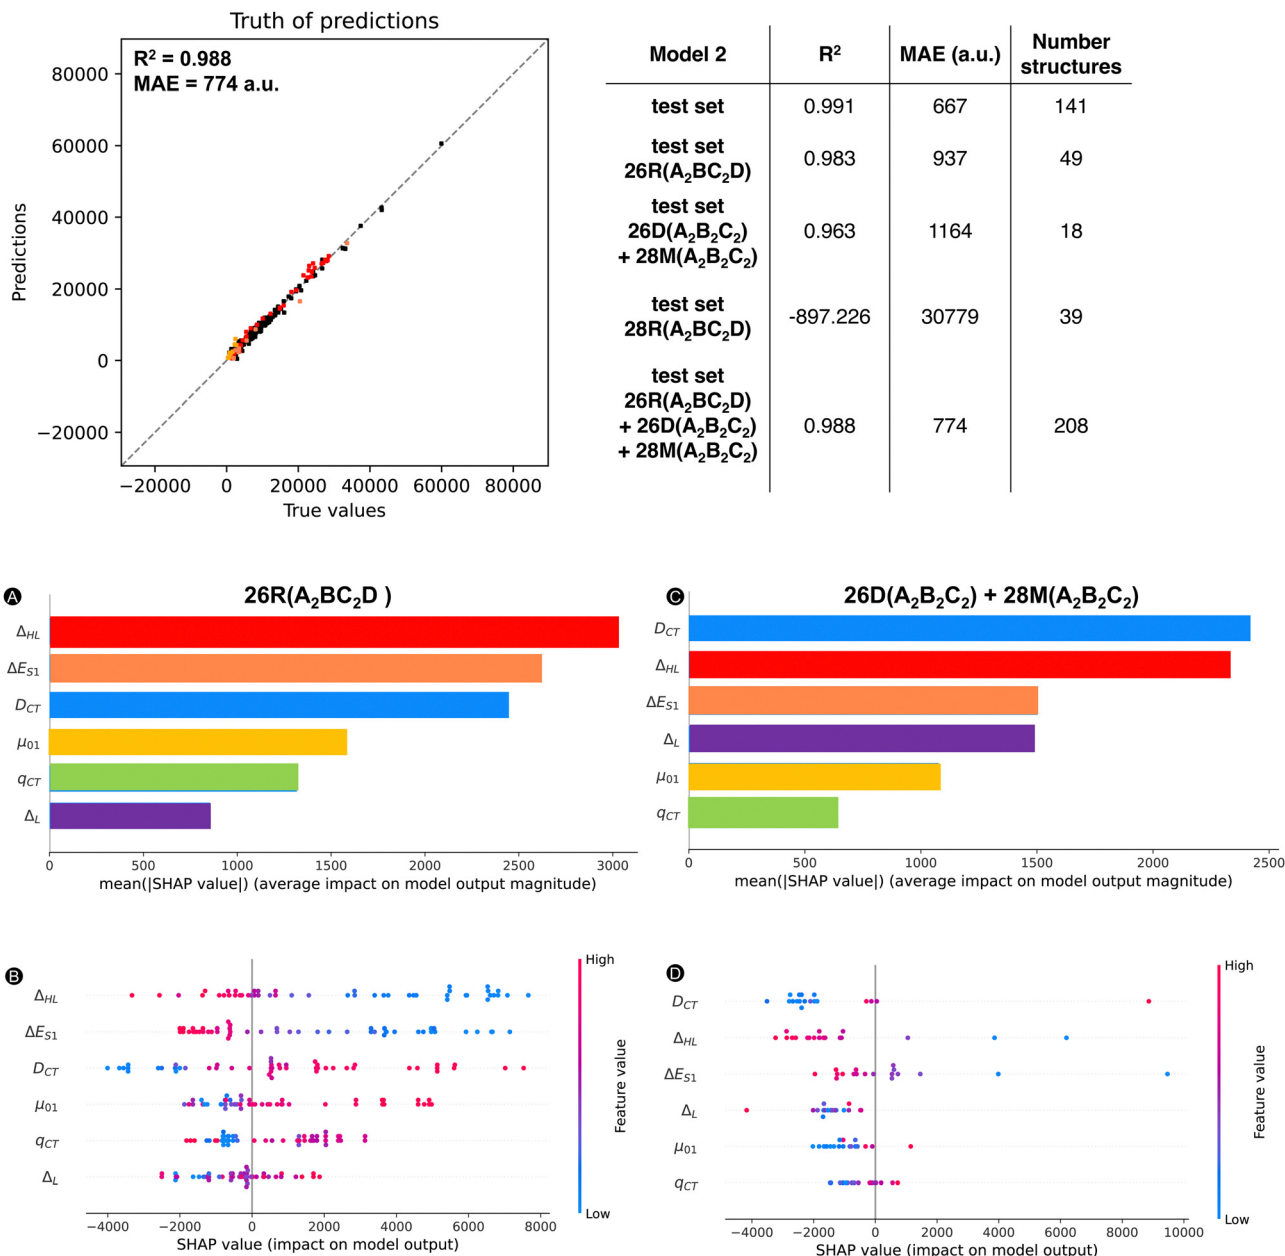 Truth of predictions
R² = 0.988
MAE = 774 a.u.
80000
60000
40000
20000
0
−20000
Predictions
−20000 0 20000 40000 60000 80000
True values
Model 2 R² MAE (a.u.) Number structures
test set 0.991 667 141
test set 26R(A₂BC₂D) 0.983 937 49
test set 26D(A₂B₂C₂) + 28M(A₂B₂C₂) 0.963 1164 18
test set 28R(A₂BC₂D) -897.226 30779 39
test set 26R(A₂BC₂D) + 26D(A₂B₂C₂) + 28M(A₂B₂C₂) 0.988 774 208
A
26R(A₂BC₂D )
Δ_HL
ΔE_S1
D_CT
μ₀₁
q_CT
Δ_L
0 500 1000 1500 2000 2500 3000
mean(|SHAP value|) (average impact on model output magnitude)
C
26D(A₂B₂C₂) + 28M(A₂B₂C₂)
D_CT
Δ_HL
ΔE_S1
Δ_L
μ₀₁
q_CT
0 500 1000 1500 2000 2500
mean(|SHAP value|) (average impact on model output magnitude)
B
Δ_HL
ΔE_S1
D_CT
μ₀₁
q_CT
Δ_L
−4000 −2000 0 2000 4000 6000 8000
SHAP value (impact on model output)
High
Feature value
Low
D
D_CT
Δ_HL
ΔE_S1
Δ_L
μ₀₁
q_CT
−4000 −2000 0 2000 4000 6000 8000 10000
SHAP value (impact on model output)
High
Feature value
Low